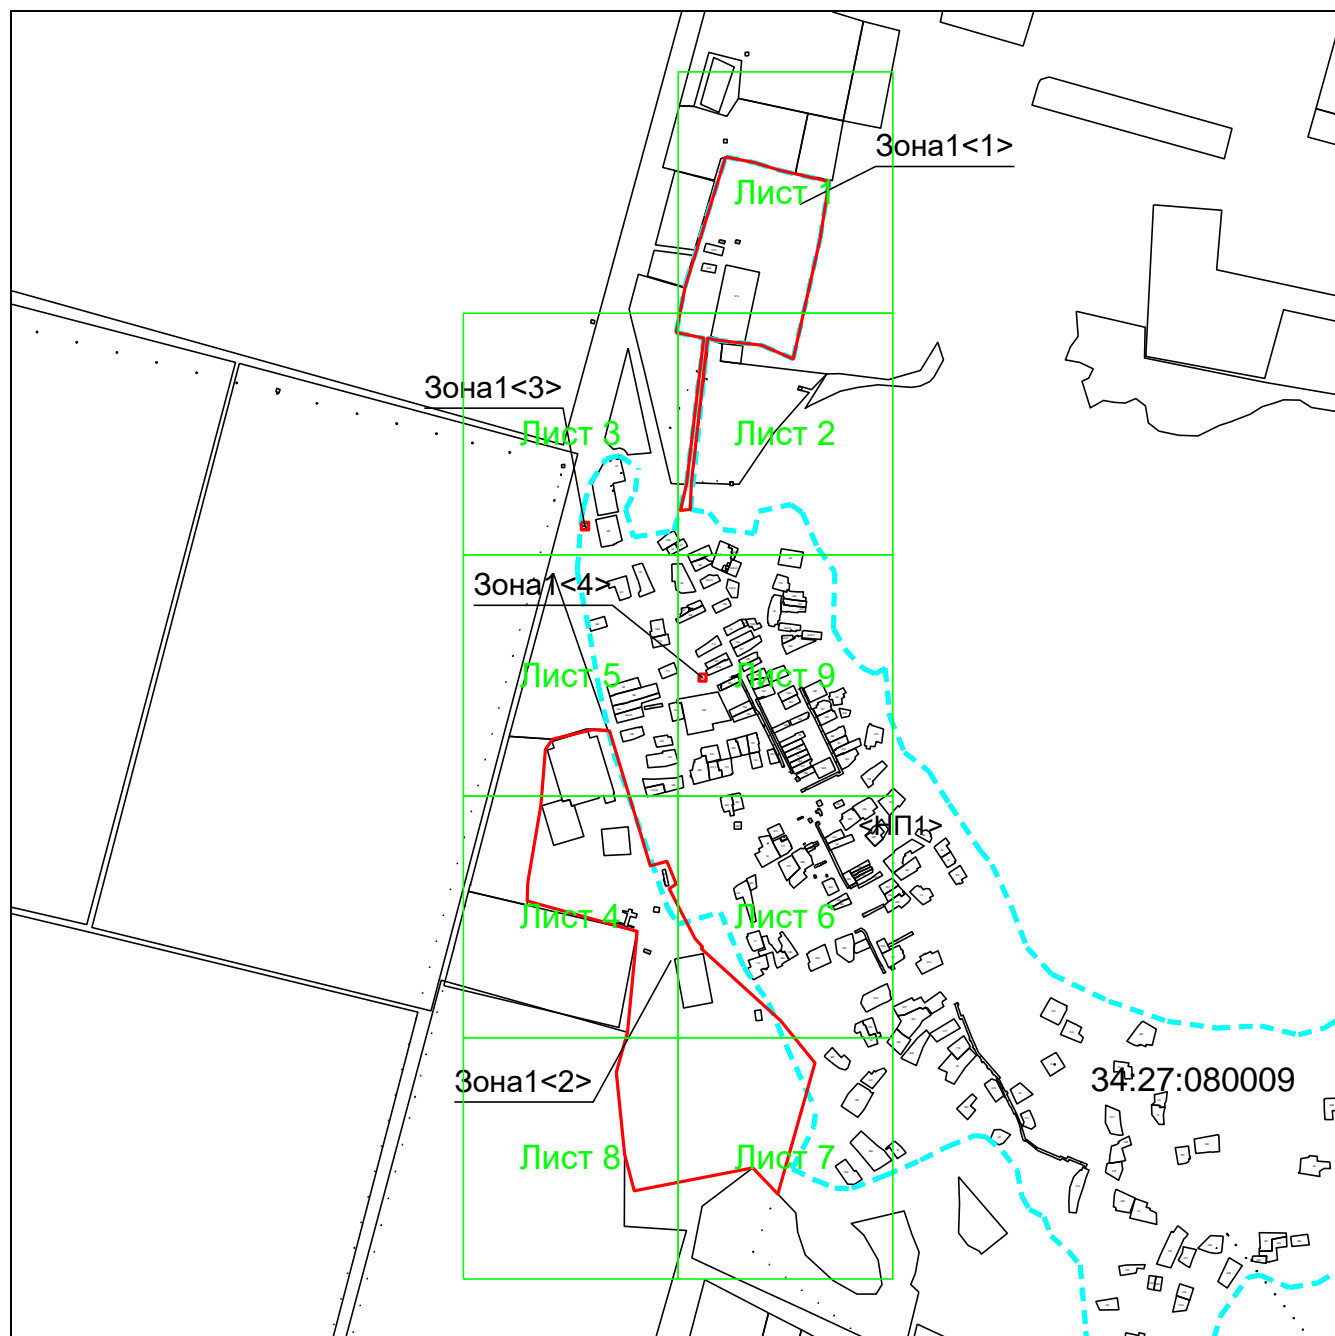 Зона1<1>
Лист 1
Зона1<3>
Лист 3
Лист 2
Зона1<4>
Лист 5
Лист 9
<НП1>
Лист 4
Лист 6
Зона1<2>
34:27:080009
Лист 8
Лист 7